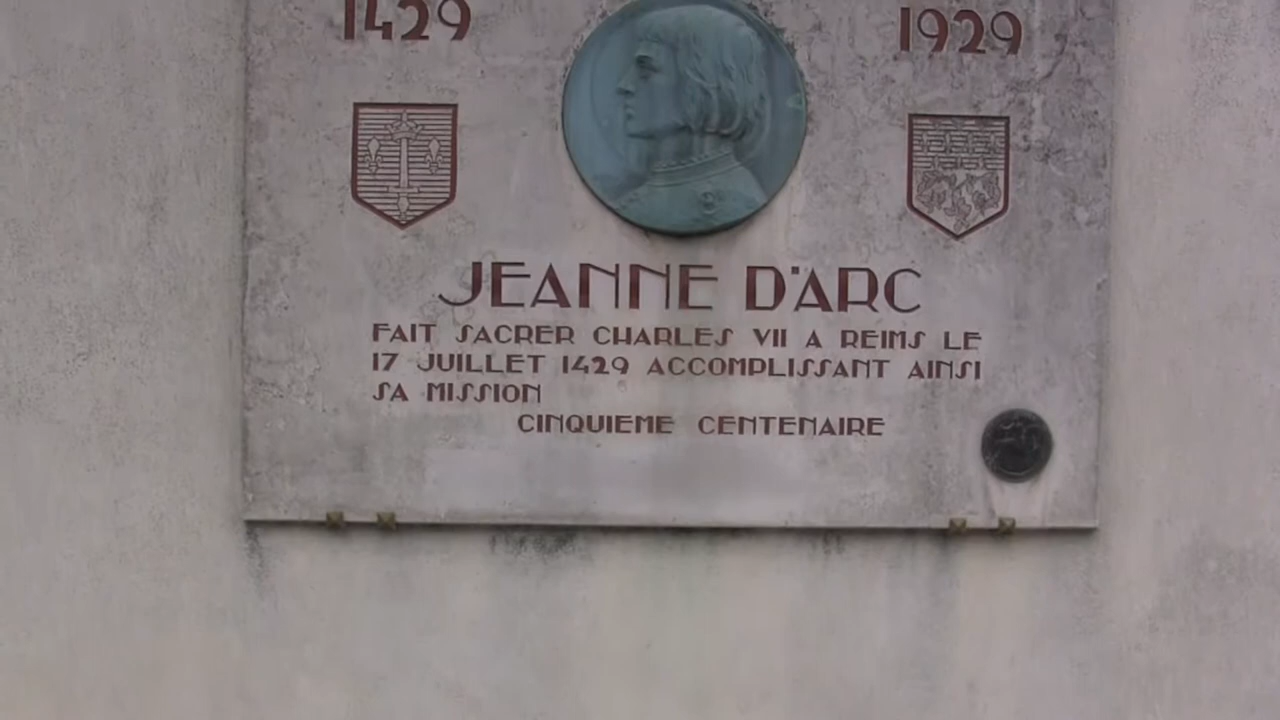 1429 1929
JEANNE D'ARC
FAIT SACRER CHARLES VII A REIMS LE
17 JUILLET 1429 ACCOMPLISSANT AINSI
SA MISSION
CINQUIEME CENTENAIRE